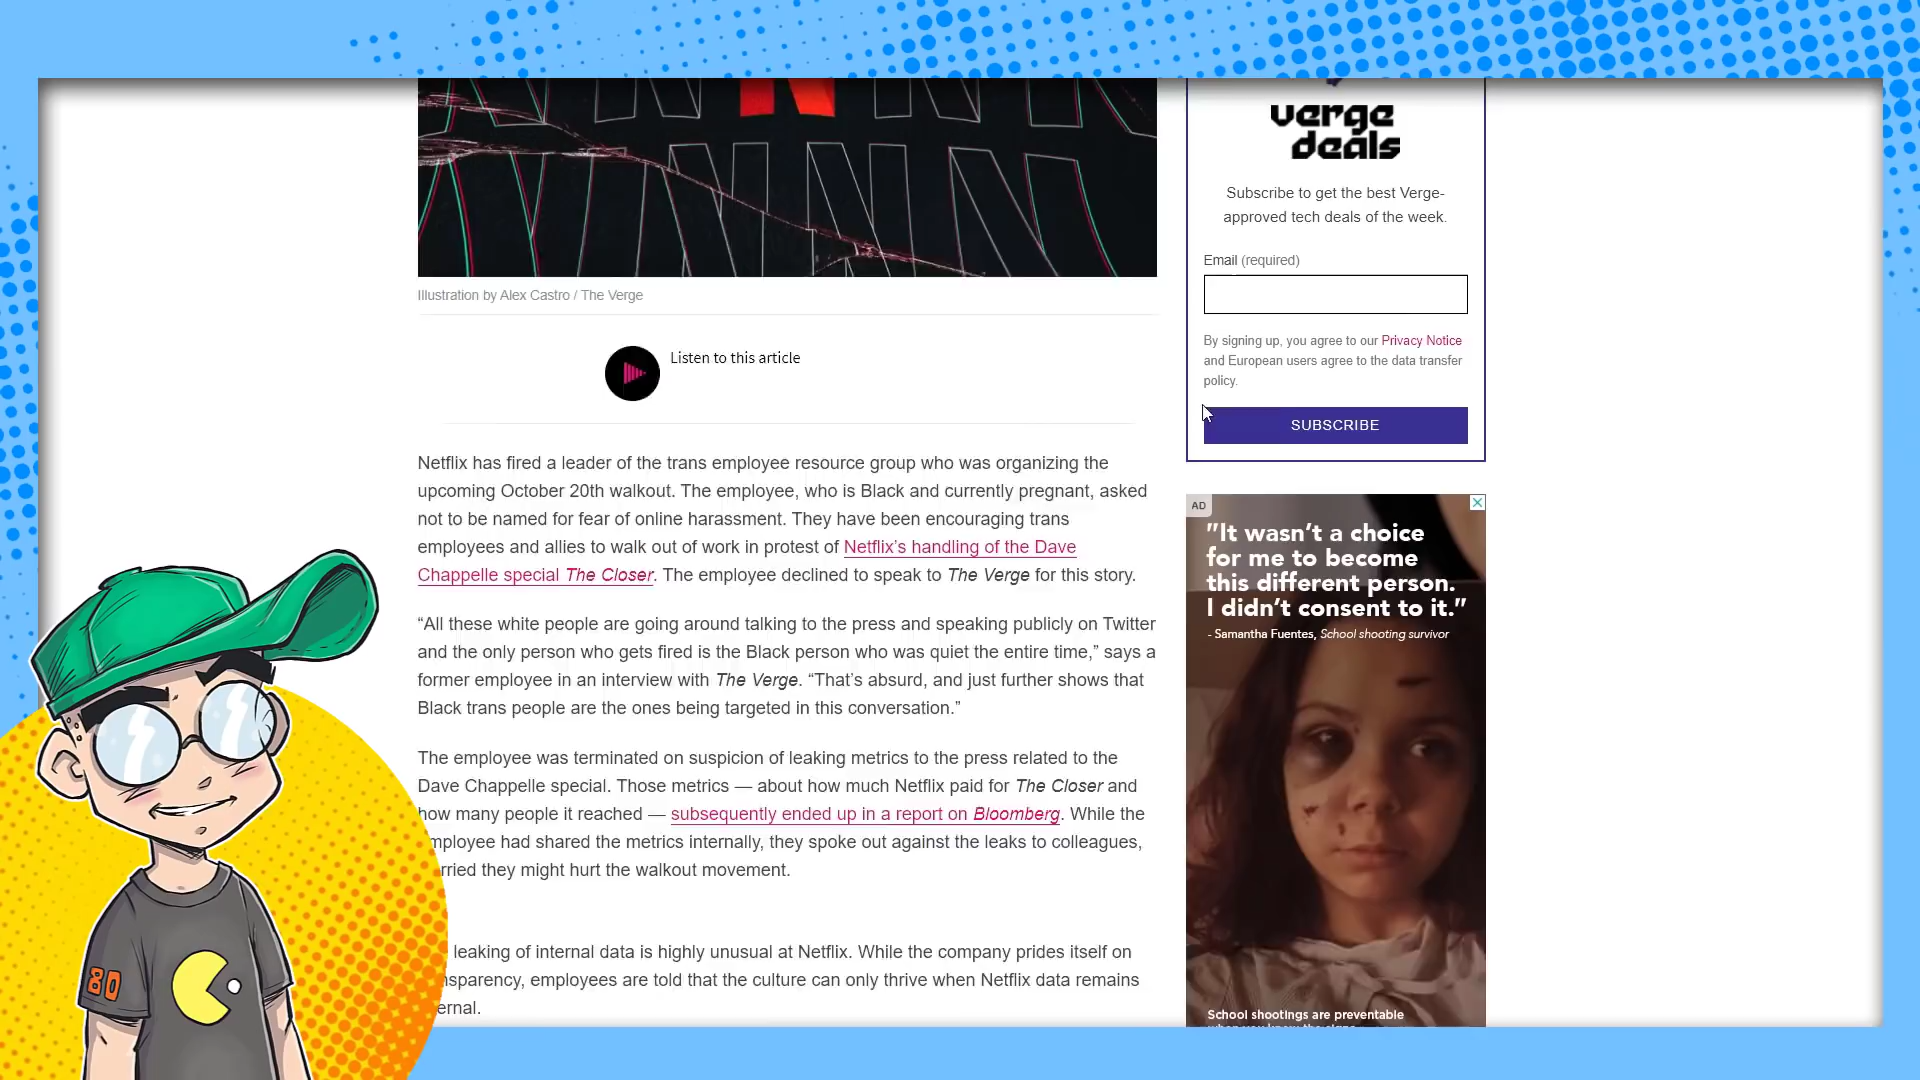 verge
deals
Subscribe to get the best Verge-
approved tech deals of the week.
Email (required)
By signing up, you agree to our Privacy Notice
and European users agree to the data transfer
policy.
SUBSCRIBE
Illustration by Alex Castro / The Verge
Listen to this article
Netflix has fired a leader of the trans employee resource group who was organizing the
upcoming October 20th walkout. The employee, who is Black and currently pregnant, asked
not to be named for fear of online harassment. They have been encouraging trans
employees and allies to walk out of work in protest of Netflix’s handling of the Dave
Chappelle special The Closer. The employee declined to speak to The Verge for this story.
“All these white people are going around talking to the press and speaking publicly on Twitter
and the only person who gets fired is the Black person who was quiet the entire time,” says a
former employee in an interview with The Verge. “That’s absurd, and just further shows that
Black trans people are the ones being targeted in this conversation.”
The employee was terminated on suspicion of leaking metrics to the press related to the
Dave Chappelle special. Those metrics — about how much Netflix paid for The Closer and
how many people it reached — subsequently ended up in a report on Bloomberg. While the
mployee had shared the metrics internally, they spoke out against the leaks to colleagues,
rried they might hurt the walkout movement.
leaking of internal data is highly unusual at Netflix. While the company prides itself on
nsparency, employees are told that the culture can only thrive when Netflix data remains
ernal.
AD
"It wasn't a choice
for me to become
this different person.
I didn't consent to it."
- Samantha Fuentes, School shooting survivor
School shootings are preventable
80